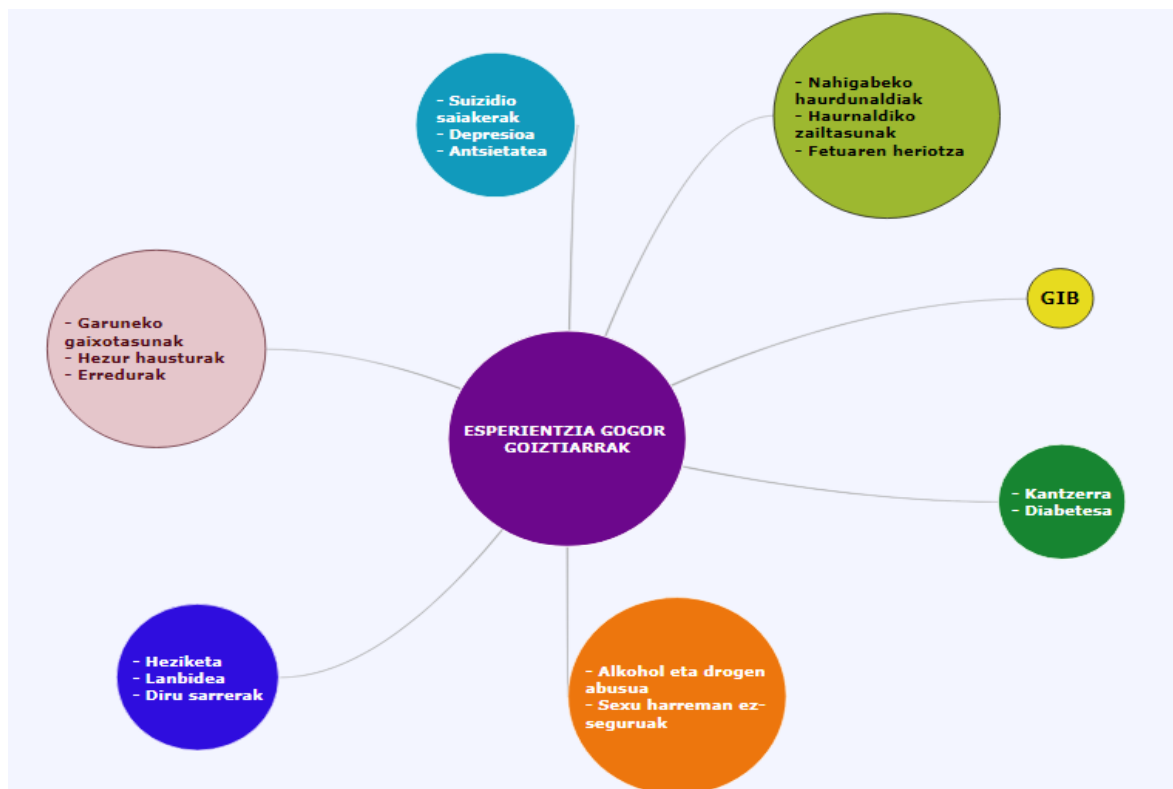 - Suizidio
saiakerak
- Depresioa
- Antsietatea
- Nahigabeko
haurdunaldiak
- Haurnaldiko
zailtasunak
- Fetuaren heriotza
GIB
- Garuneko
gaixotasunak
- Hezur hausturak
- Erredurak
ESPERIENTZIA GOGOR
GOIZTIARRAK
- Kantzerra
- Diabetesa
- Heziketa
- Lanbidea
- Diru sarrerak
- Alkohol eta drogen
abusua
- Sexu harreman ez-
seguruak